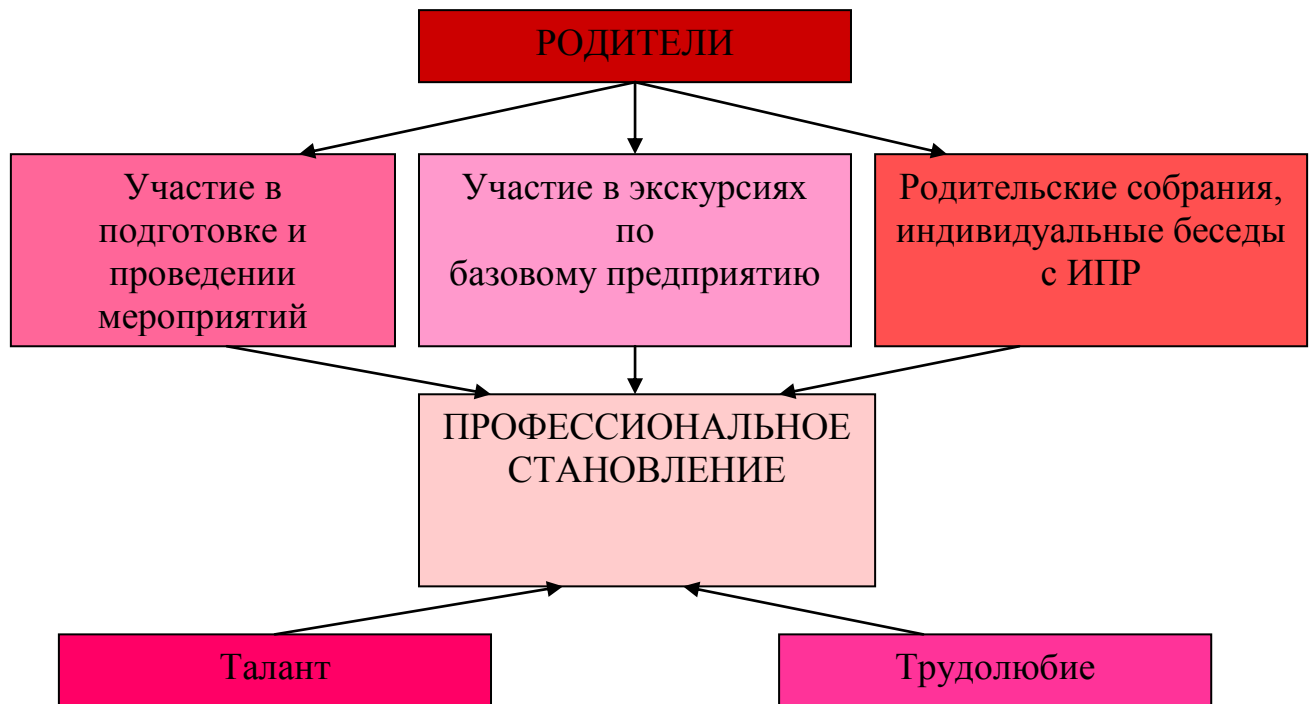 РОДИТЕЛИ
Участие в
подготовке и
проведении
мероприятий
Участие в экскурсиях
по
базовому предприятию
Родительские собрания,
индивидуальные беседы
с ИПР
ПРОФЕССИОНАЛЬНОЕ
СТАНОВЛЕНИЕ
Талант
Трудолюбие